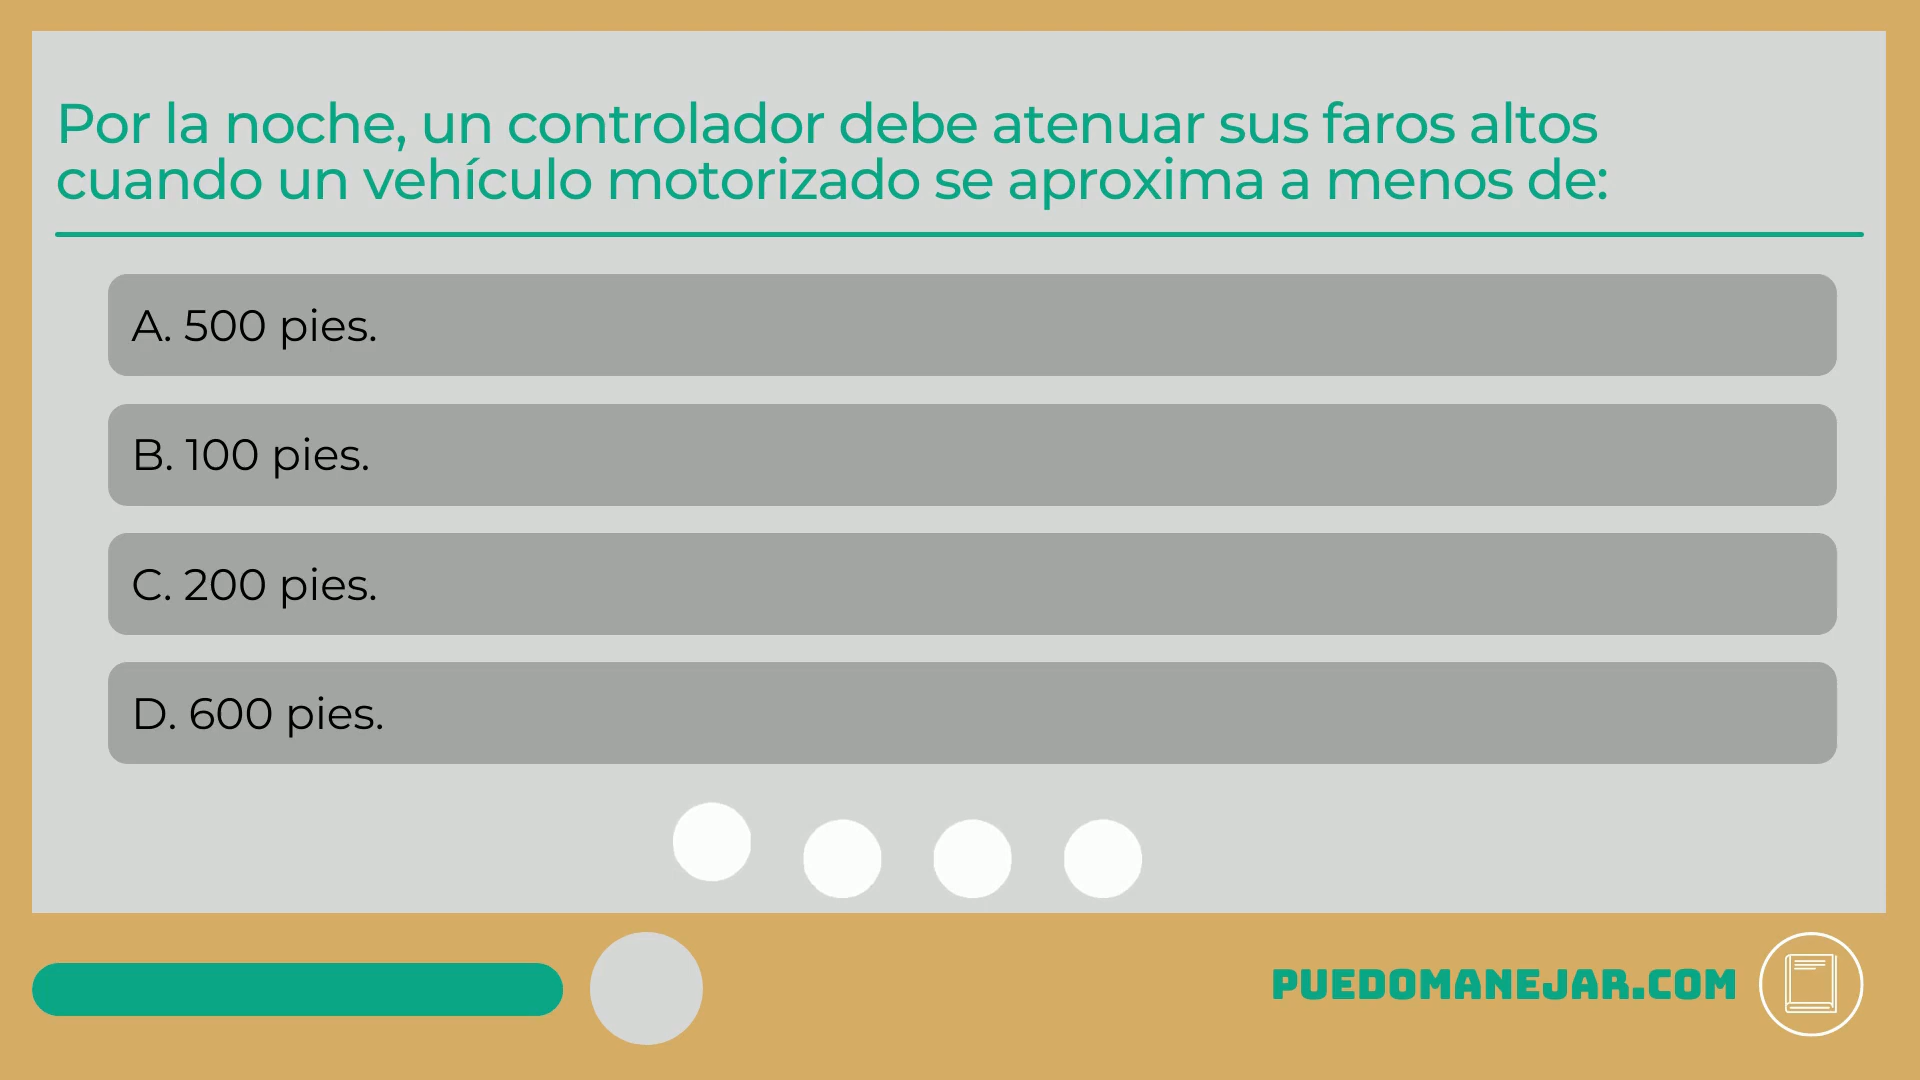 Por la noche, un controlador debe atenuar sus faros altos
cuando un vehículo motorizado se aproxima a menos de:
A. 500 pies.
B. 100 pies.
C. 200 pies.
D. 600 pies.
PUEDOMANEJAR.COM